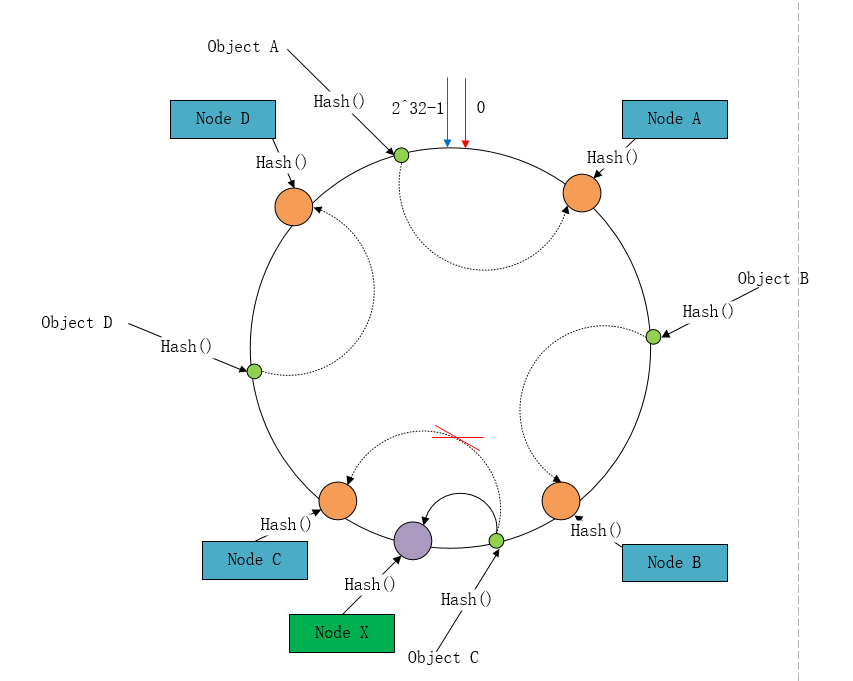 Object A
Hash()
2^32-1
0
Node D
Node A
Hash()
Hash()
Object B
Hash()
Object D
Hash()
Hash()
Node C
Hash()
Node B
Hash()
Hash()
Node X
Object C